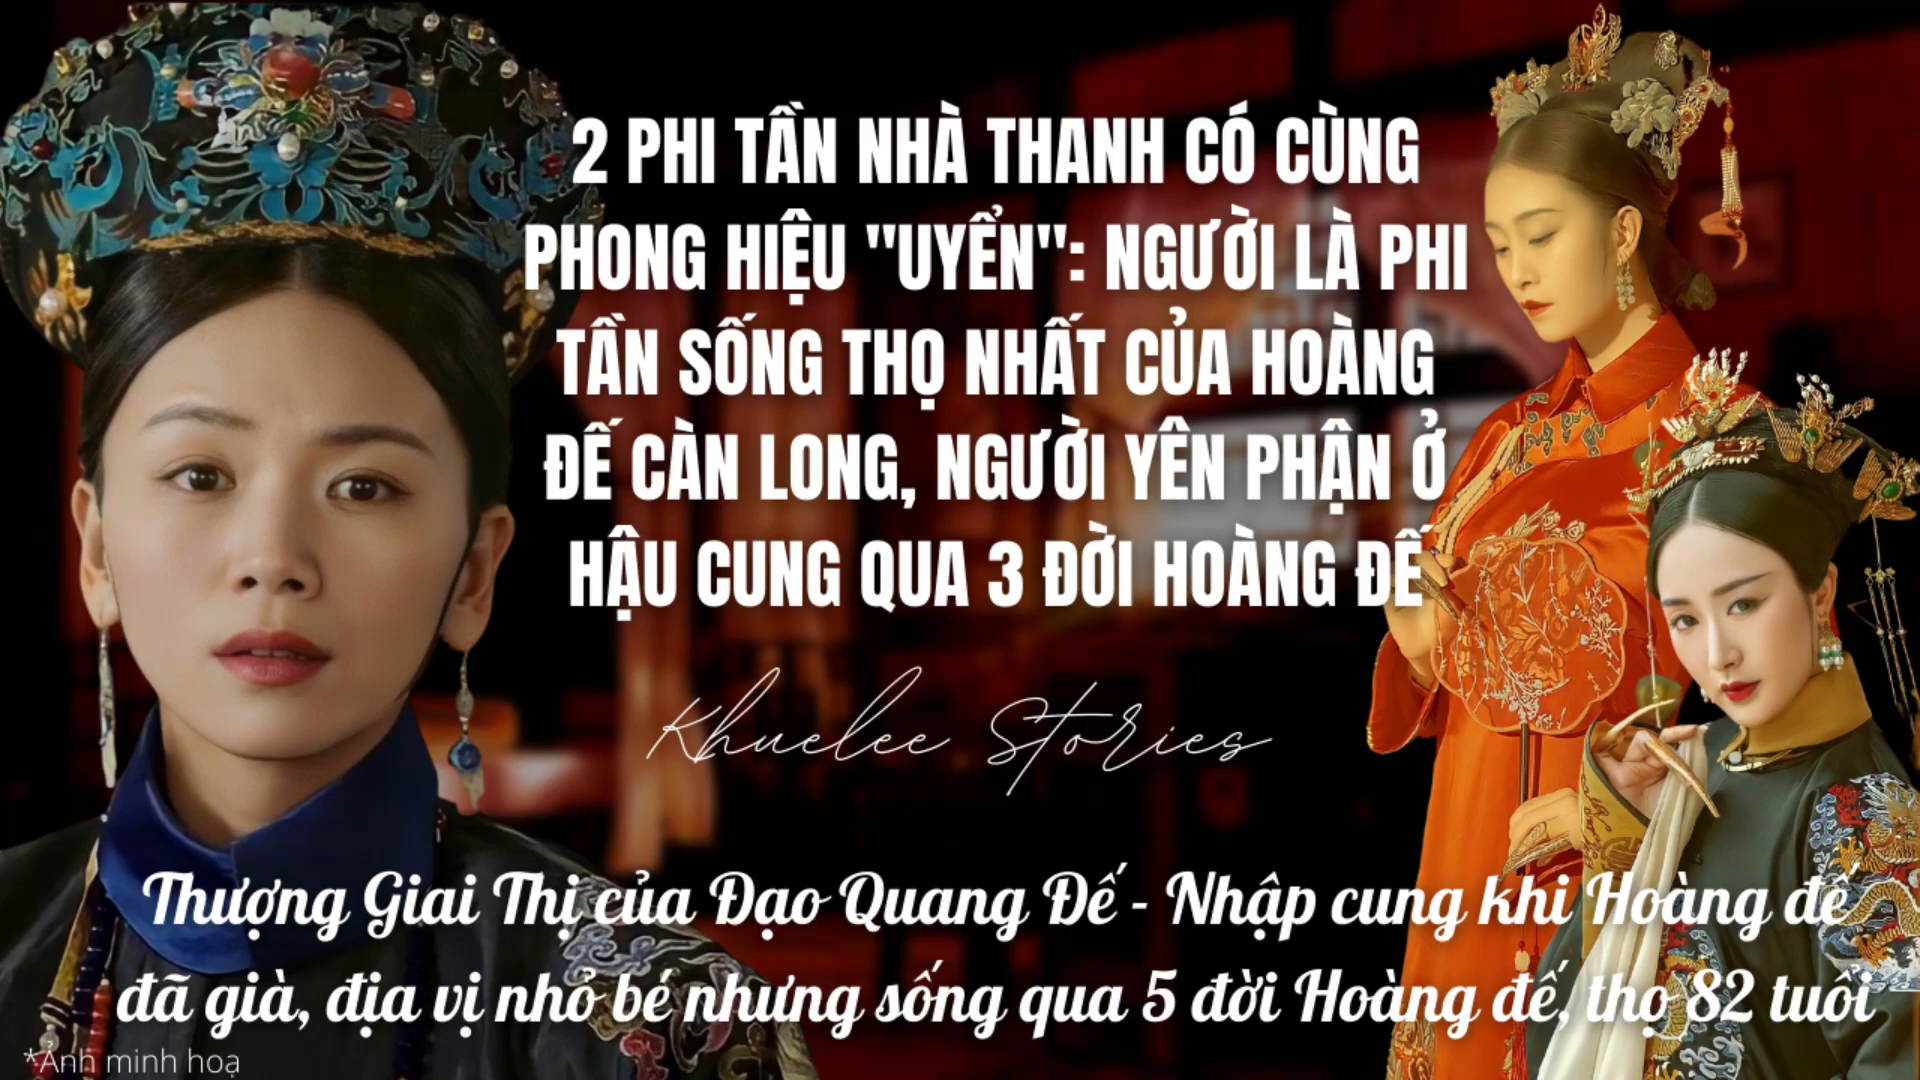 2 PHI TẦN NHÀ THANH CÓ CÙNG
PHONG HIỆU "UYỂN": NGƯỜI LÀ PHI
TẦN SỐNG THỌ NHẤT CỦA HOÀNG
ĐẾ CÀN LONG, NGƯỜI YÊN PHẬN Ở
HẬU CUNG QUA 3 ĐỜI HOÀNG ĐẾ
Khuelee Stories
Thượng Giai Thị của Đạo Quang Đế - Nhập cung khi Hoàng đế
đã già, địa vị nhỏ bé nhưng sống qua 5 đời Hoàng đế, thọ 82 tuổi
*Ảnh minh hoạ